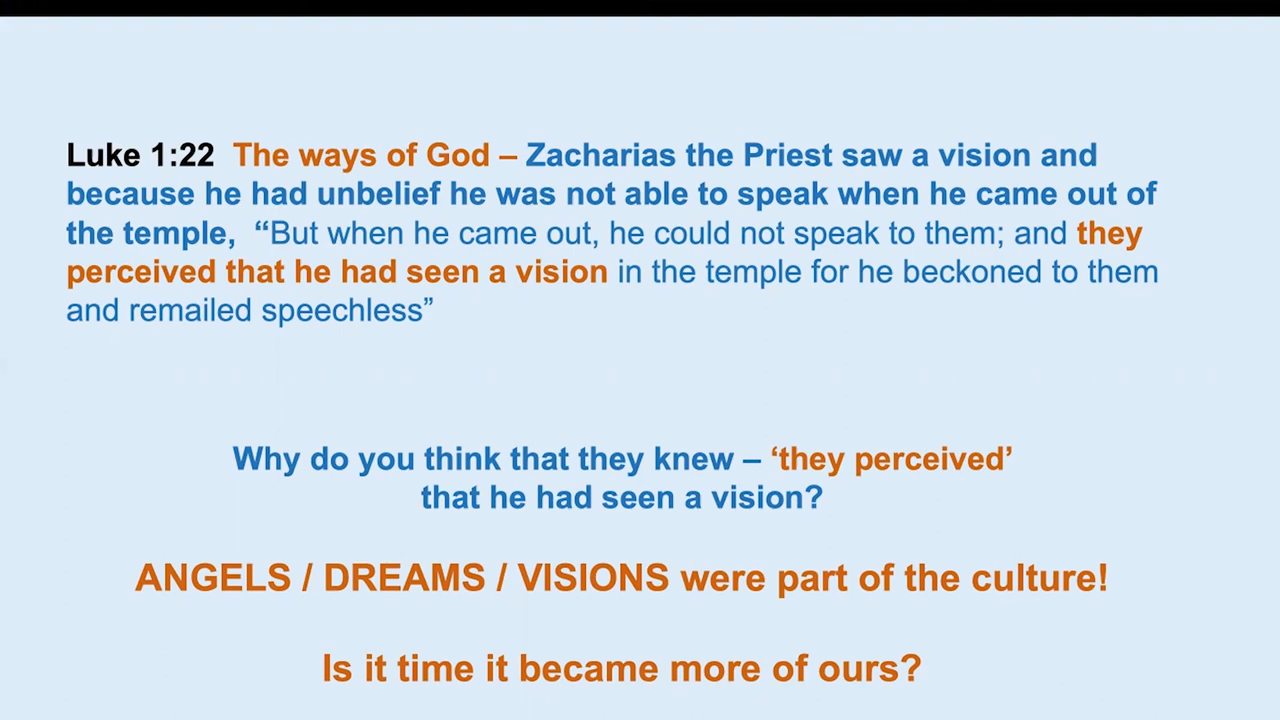 Luke 1:22 The ways of God – Zacharias the Priest saw a vision and
because he had unbelief he was not able to speak when he came out of
the temple, “But when he came out, he could not speak to them; and they
perceived that he had seen a vision in the temple for he beckoned to them
and remailed speechless”
Why do you think that they knew – ‘they perceived’
that he had seen a vision?
ANGELS / DREAMS / VISIONS were part of the culture!
Is it time it became more of ours?